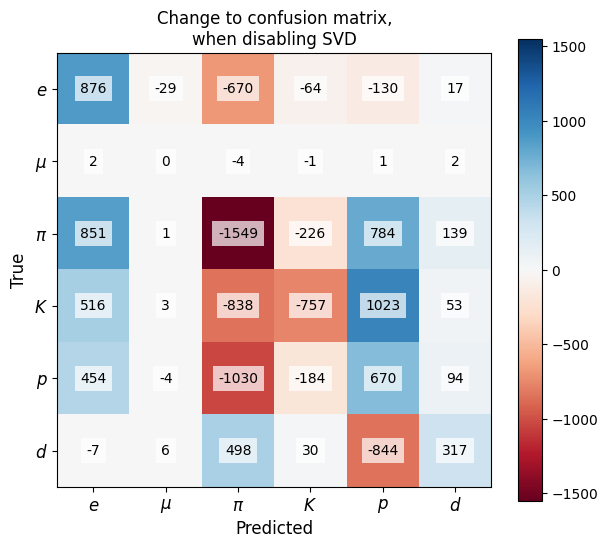 Change to confusion matrix,
when disabling SVD
True
e 876 -29 -670 -64 -130 17
μ 2 0 -4 -1 1 2
π 851 1 -1549 -226 784 139
K 516 3 -838 -757 1023 53
p 454 -4 -1030 -184 670 94
d -7 6 498 30 -844 317
e μ π K p d
Predicted
1500
1000
500
0
−500
−1000
−1500